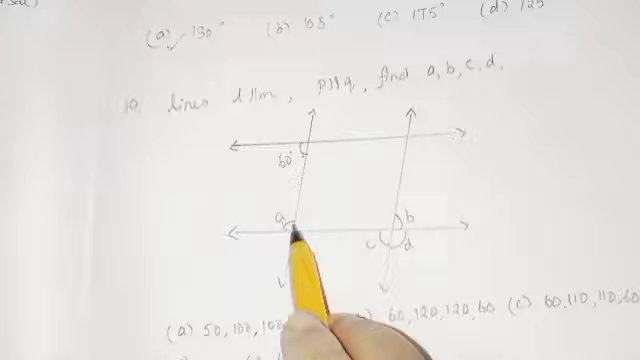 (a) 130° (b) 105° (c) 175° (d) 125
10. lines l||m, p||q, find a, b, c, d.
60°
a
b
c
d
(a) 50, 100, 100 60, 120, 120, 60 (c) 60, 110, 110, 60